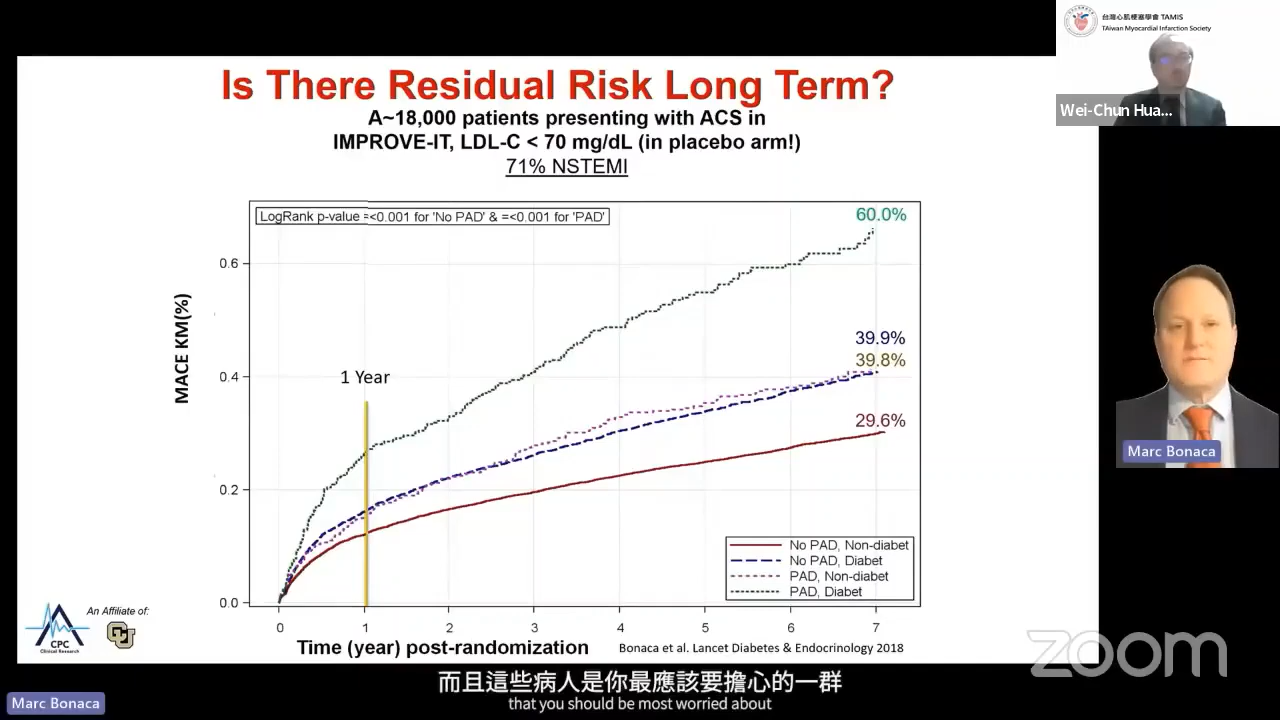 台灣心肌梗塞學會 TAMIS
TAiwan Myocardial Infarction Society
Wei-Chun Hua...
Is There Residual Risk Long Term?
A~18,000 patients presenting with ACS in
IMPROVE-IT, LDL-C < 70 mg/dL (in placebo arm!)
71% NSTEMI
LogRank p-value =<0.001 for 'No PAD' & =<0.001 for 'PAD'
60.0%
0.6
39.9%
39.8%
0.4
1 Year
29.6%
0.2
0.0
MACE KM(%)
No PAD, Non-diabet
No PAD, Diabet
PAD, Non-diabet
PAD, Diabet
0 1 2 3 4 5 6 7
Time (year) post-randomization
Bonaca et al. Lancet Diabetes & Endocrinology 2018
An Affiliate of:
CPC
Clinical Research
CU
Marc Bonaca
zoom
而且這些病人是你最應該要擔心的一群
that you should be most worried about
Marc Bonaca